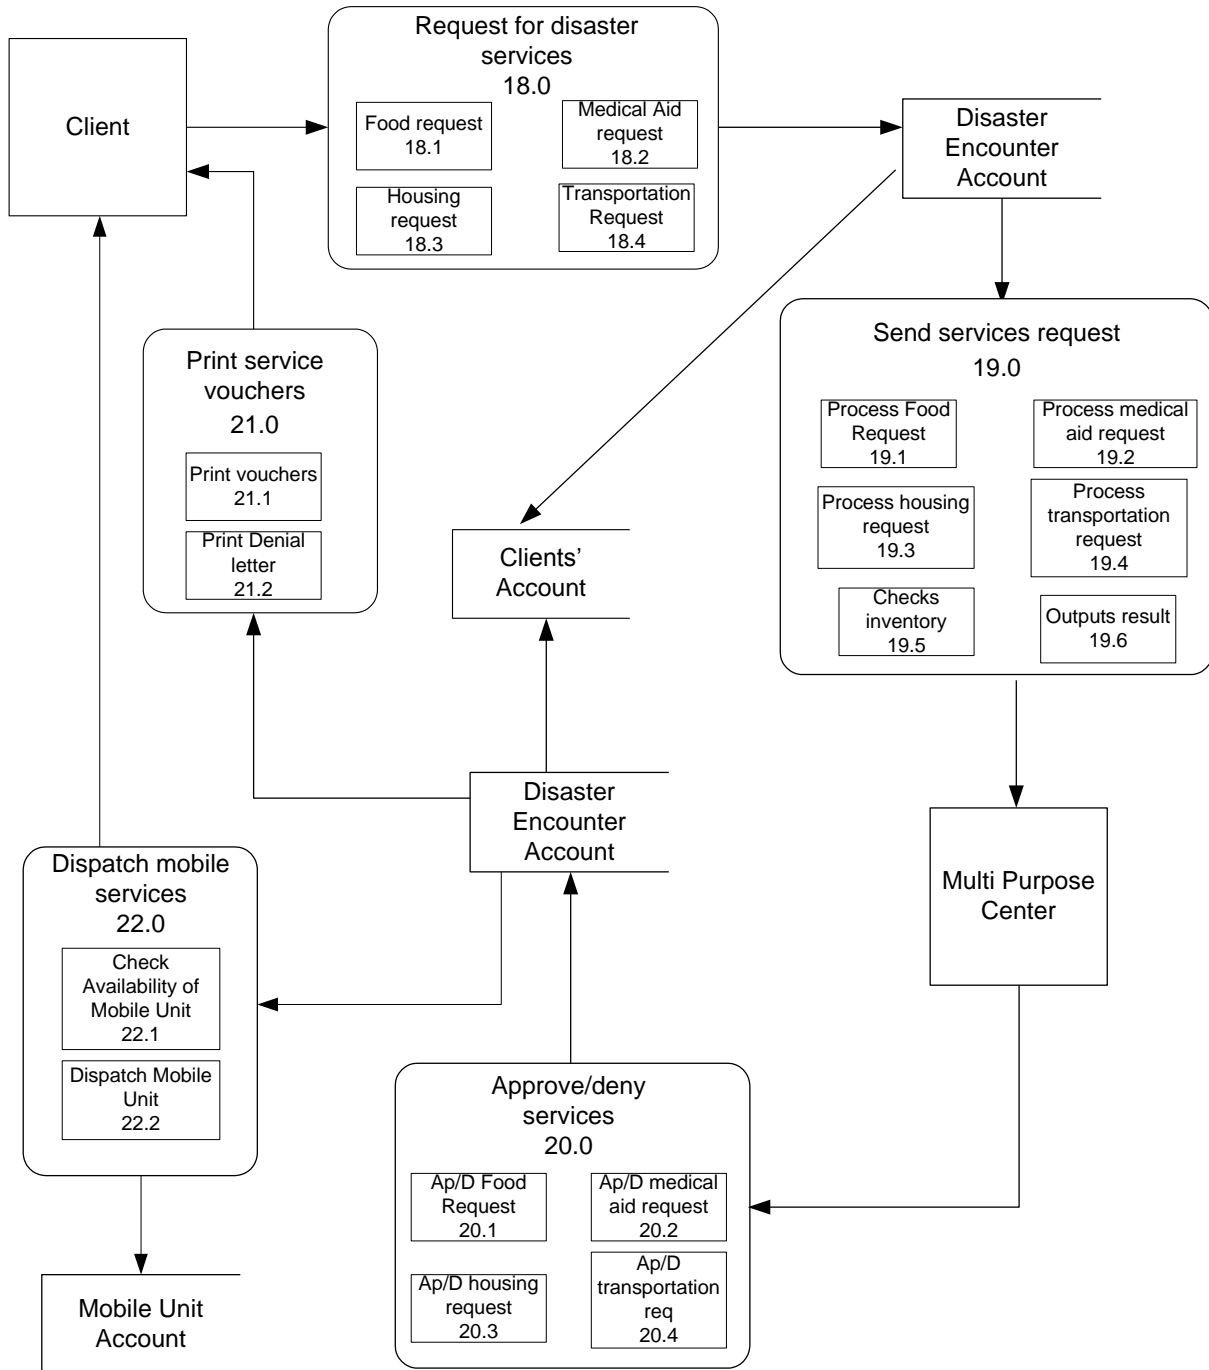 Client
Request for disaster
services
18.0
Food request
18.1
Medical Aid
request
18.2
Housing
request
18.3
Transportation
Request
18.4
Disaster
Encounter
Account
Send services request
19.0
Process Food
Request
19.1
Process medical
aid request
19.2
Process housing
request
19.3
Process
transportation
request
19.4
Checks
inventory
19.5
Outputs result
19.6
Print service
vouchers
21.0
Print vouchers
21.1
Print Denial
letter
21.2
Clients'
Account
Disaster
Encounter
Account
Multi Purpose
Center
Dispatch mobile
services
22.0
Check
Availability of
Mobile Unit
22.1
Dispatch Mobile
Unit
22.2
Approve/deny
services
20.0
Ap/D Food
Request
20.1
Ap/D medical
aid request
20.2
Ap/D housing
request
20.3
Ap/D
transportation
req
20.4
Mobile Unit
Account